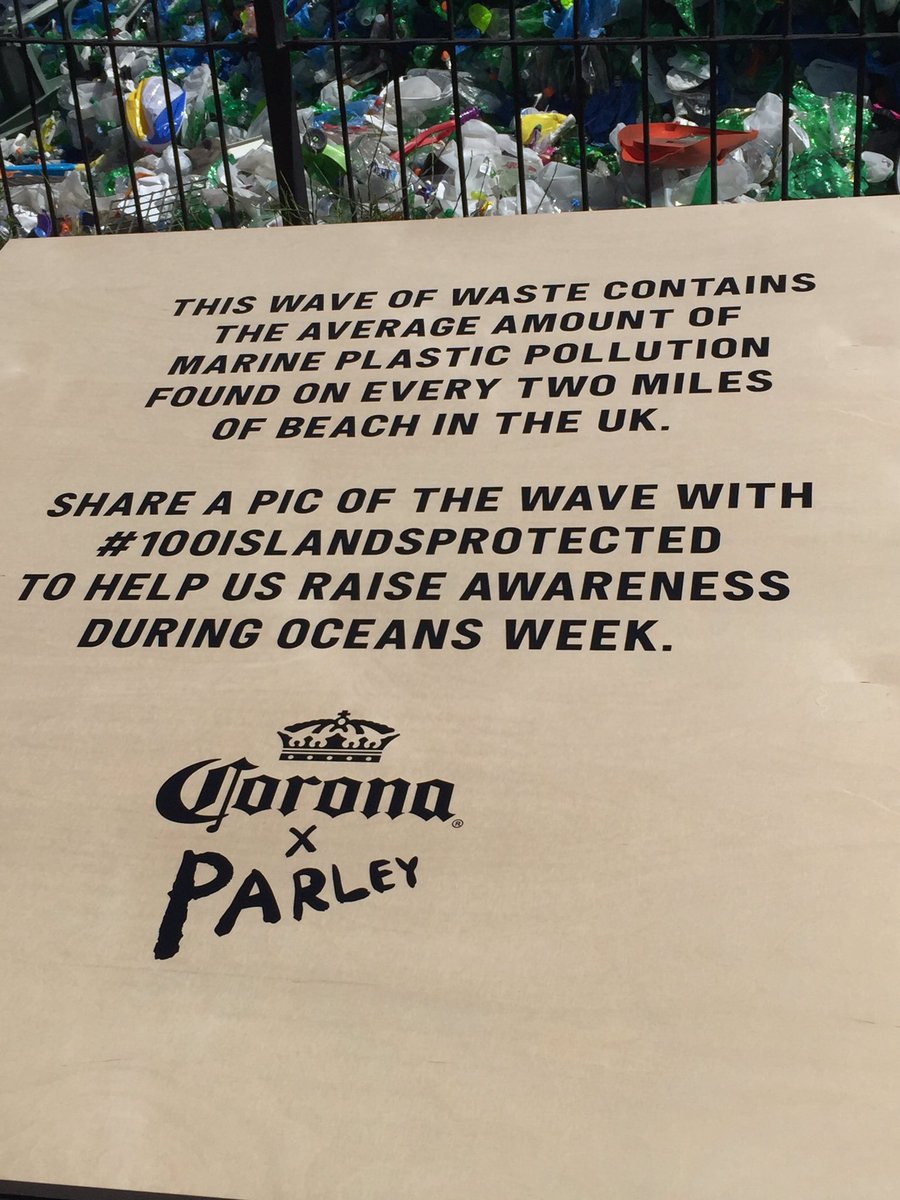 THIS WAVE OF WASTE CONTAINS
THE AVERAGE AMOUNT OF
MARINE PLASTIC POLLUTION
FOUND ON EVERY TWO MILES
OF BEACH IN THE UK.
SHARE A PIC OF THE WAVE WITH
#100ISLANDSPROTECTED
TO HELP US RAISE AWARENESS
DURING OCEANS WEEK.
Corona®
X
PARLEY